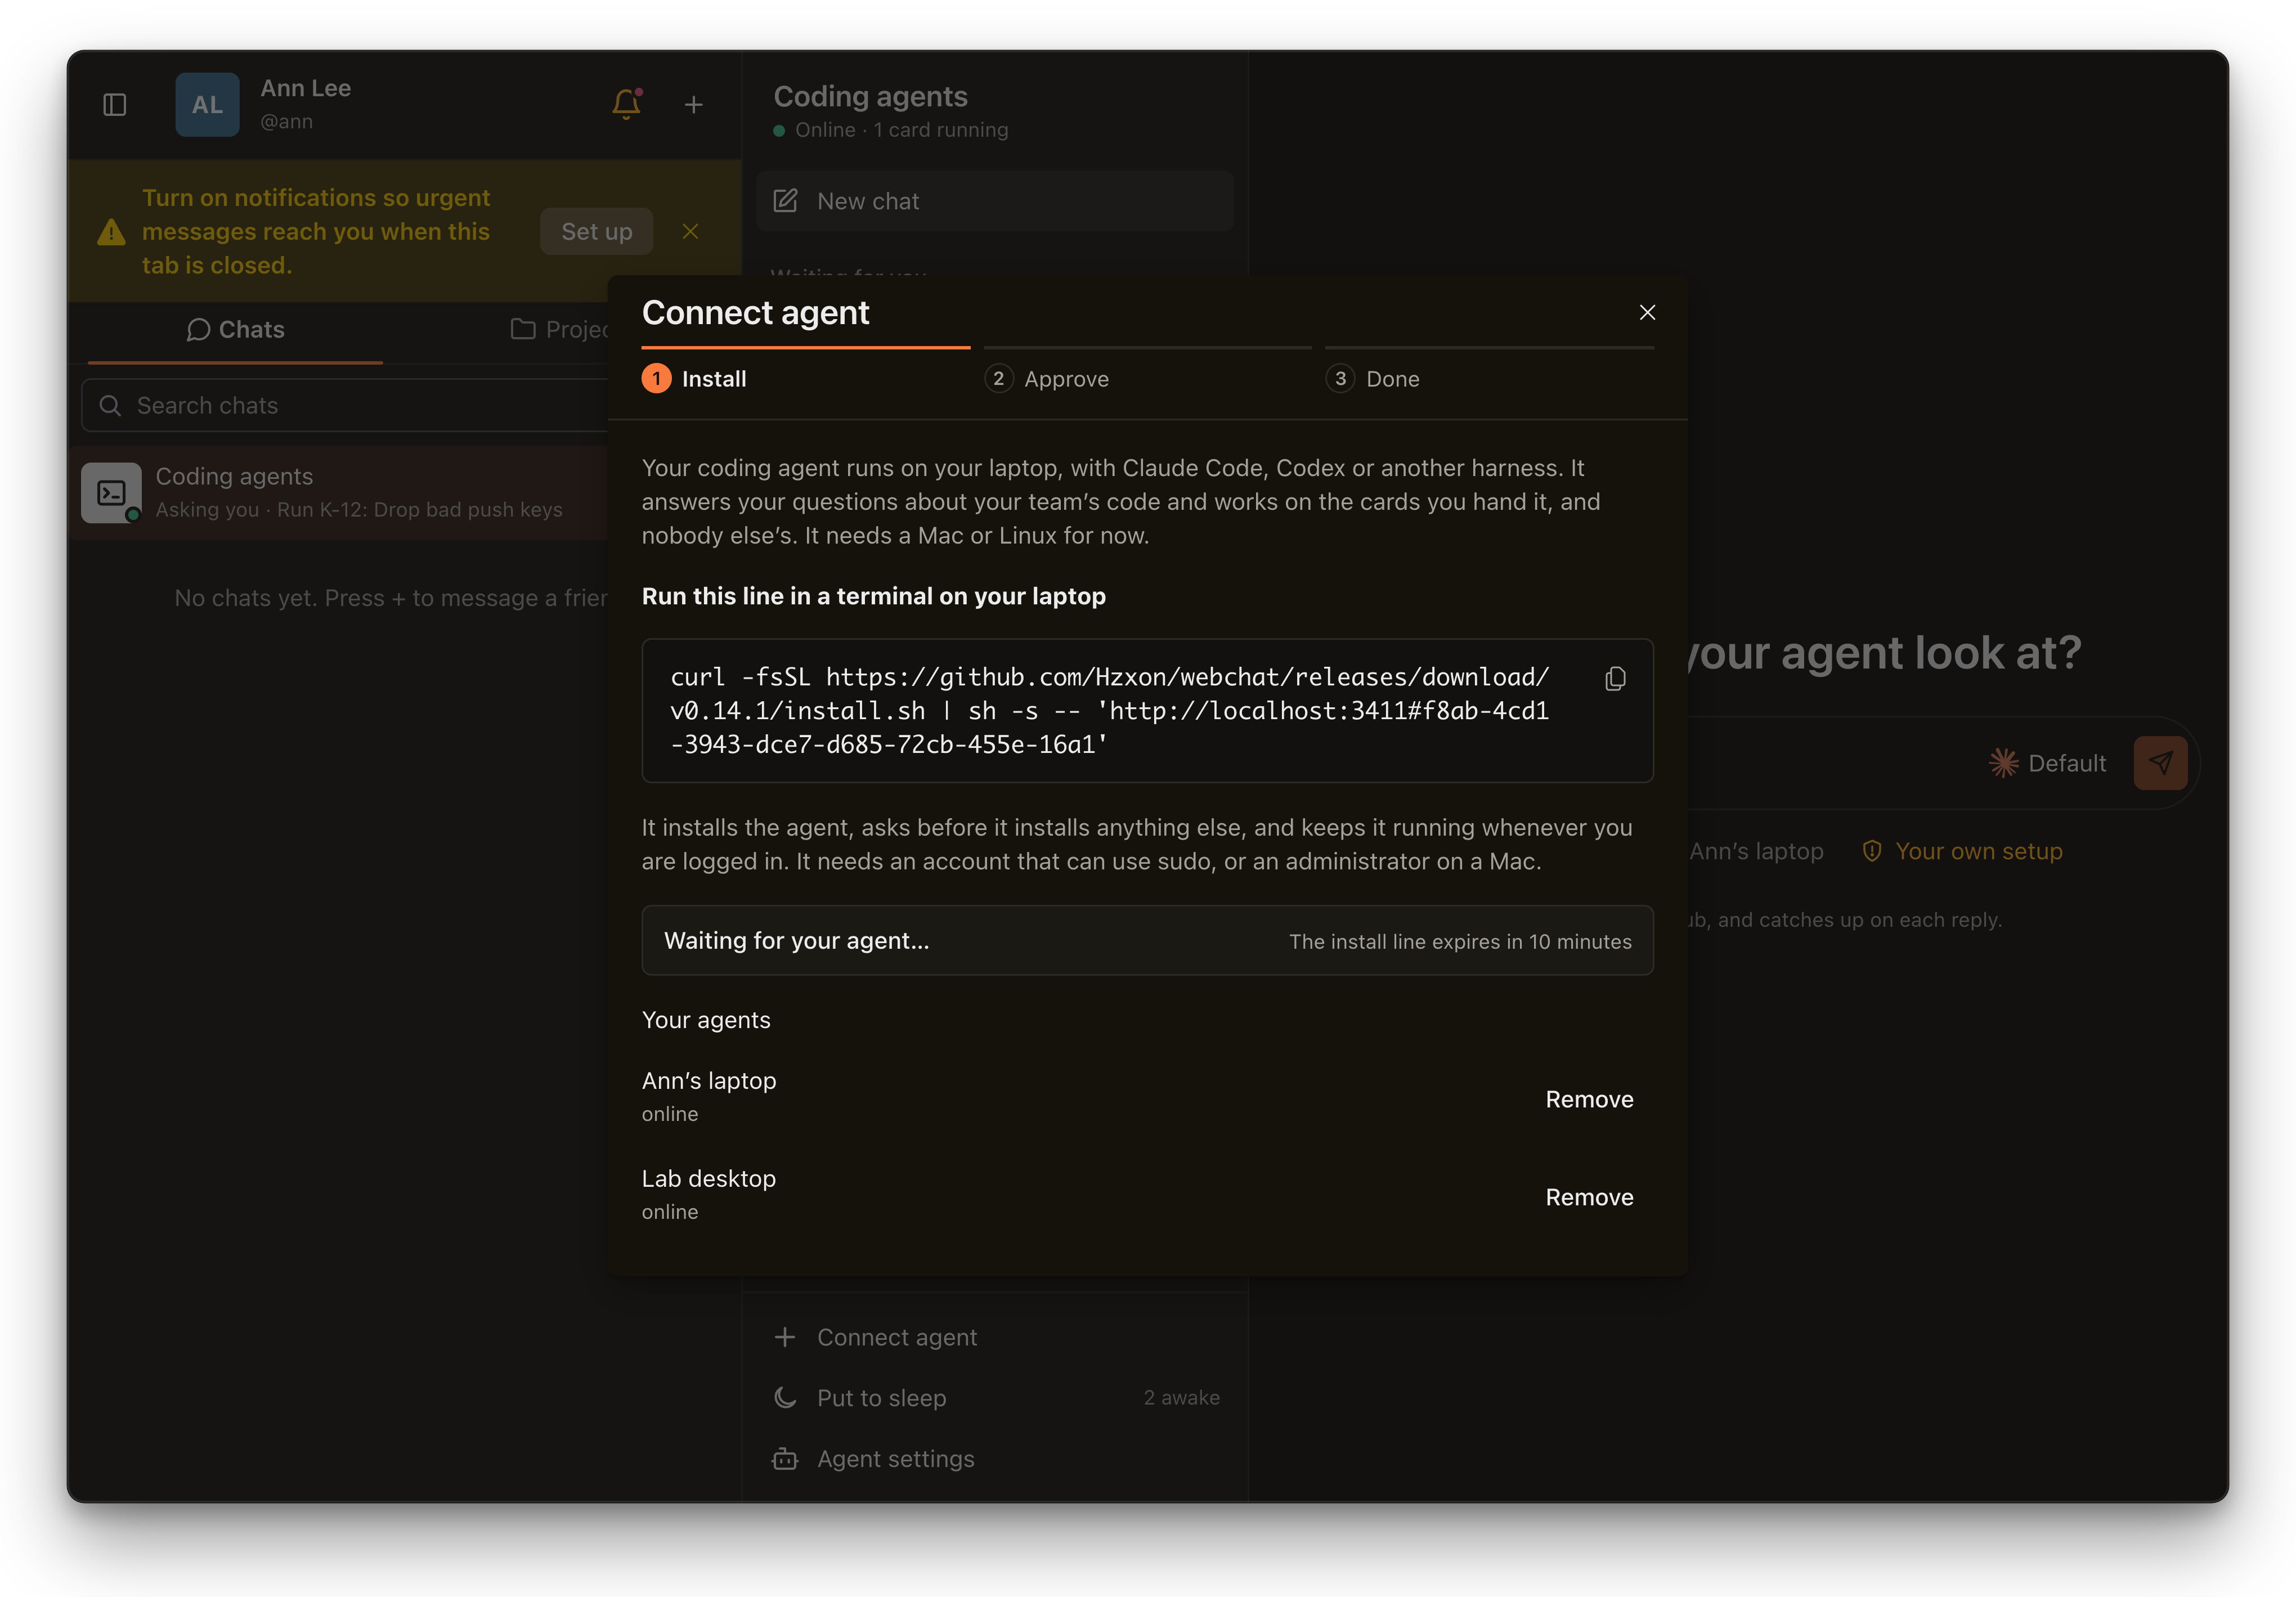 AL
Ann Lee
@ann
Turn on notifications so urgent
messages reach you when this
tab is closed.
Set up
Chats
Search chats
Coding agents
Asking you · Run K-12: Drop bad push keys
No chats yet. Press + to message a
Coding agents
Online · 1 card running
New chat
Waiting for you
Connect agent
1 Install
2 Approve
3 Done
Your coding agent runs on your laptop, with Claude Code, Codex or another harness. It
answers your questions about your team’s code and works on the cards you hand it, and
nobody else’s. It needs a Mac or Linux for now.
Run this line in a terminal on your laptop
curl -fsSL https://github.com/Hzxon/webchat/releases/download/
v0.14.1/install.sh | sh -s -- 'http://localhost:3411#f8ab-4cd1
-3943-dce7-d685-72cb-455e-16a1'
It installs the agent, asks before it installs anything else, and keeps it running whenever you
are logged in. It needs an account that can use sudo, or an administrator on a Mac.
Waiting for your agent...
The install line expires in 10 minutes
Your agents
Ann’s laptop
online
Remove
Lab desktop
online
Remove
Connect agent
Put to sleep
2 awake
Agent settings
your agent look at?
Default
Ann’s laptop
Your own setup
and catches up on each reply.